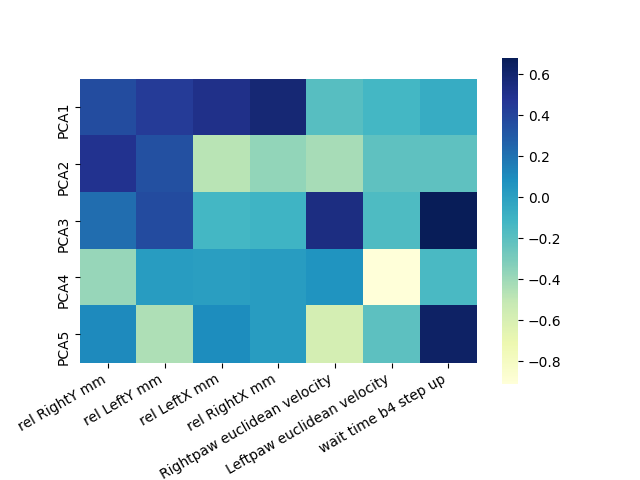 PCA1
PCA2
PCA3
PCA4
PCA5
rel RightY mm
rel LeftY mm
rel LeftX mm
rel RightX mm
Rightpaw euclidean velocity
Leftpaw euclidean velocity
wait time b4 step up
0.6
0.4
0.2
0.0
−0.2
−0.4
−0.6
−0.8